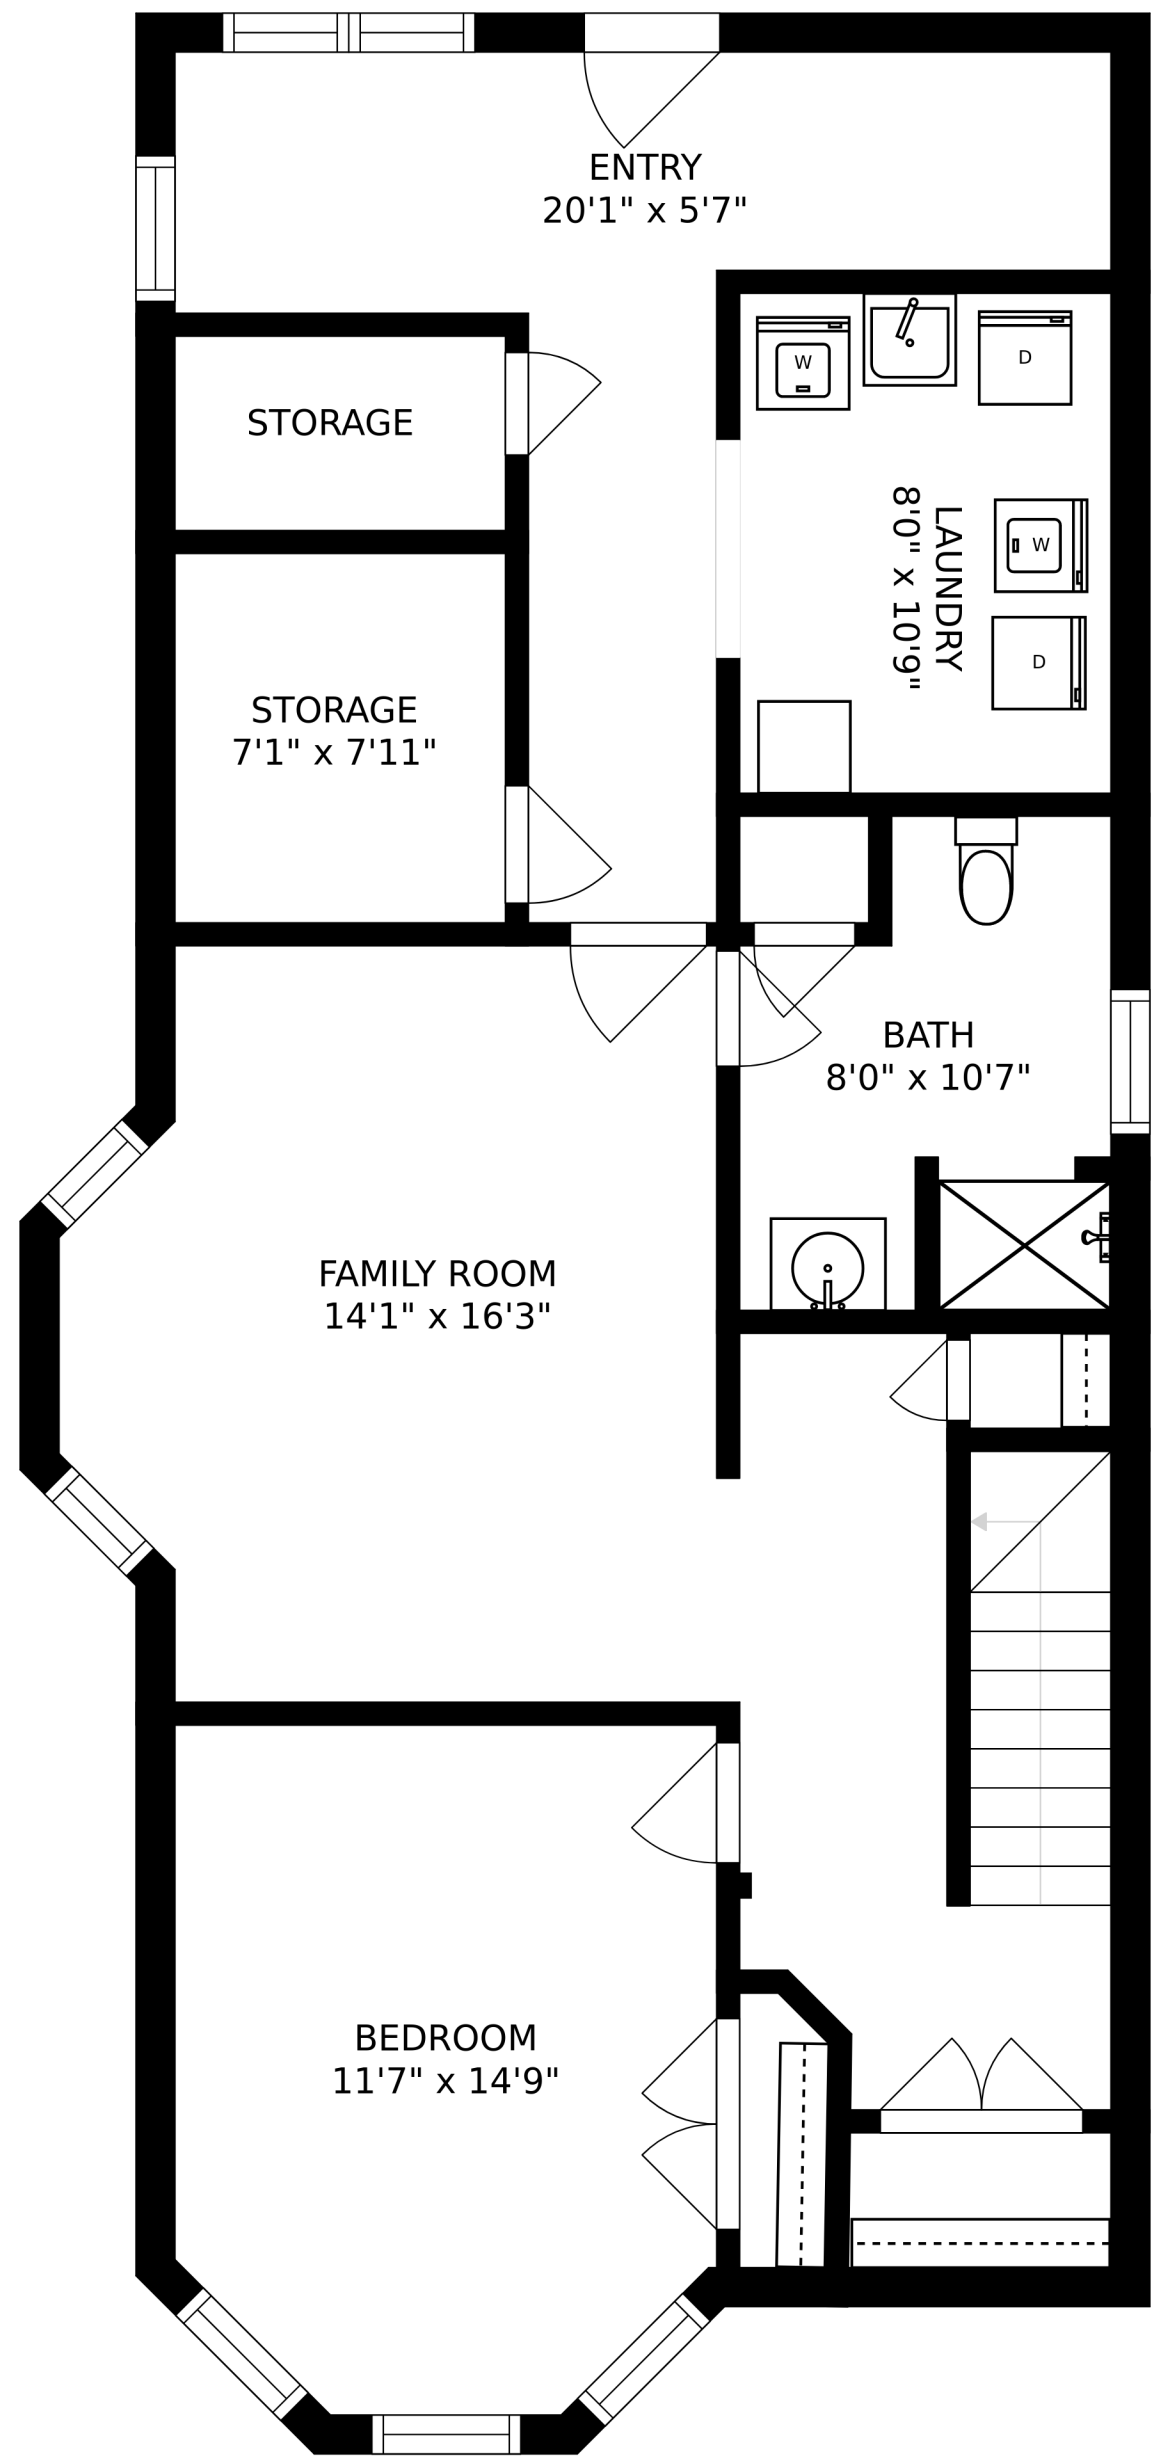 ENTRY
20'1" x 5'7"
W
D
STORAGE
W
LAUNDRY
8'0" x 10'9"
D
STORAGE
7'1" x 7'11"
BATH
8'0" x 10'7"
FAMILY ROOM
14'1" x 16'3"
BEDROOM
11'7" x 14'9"